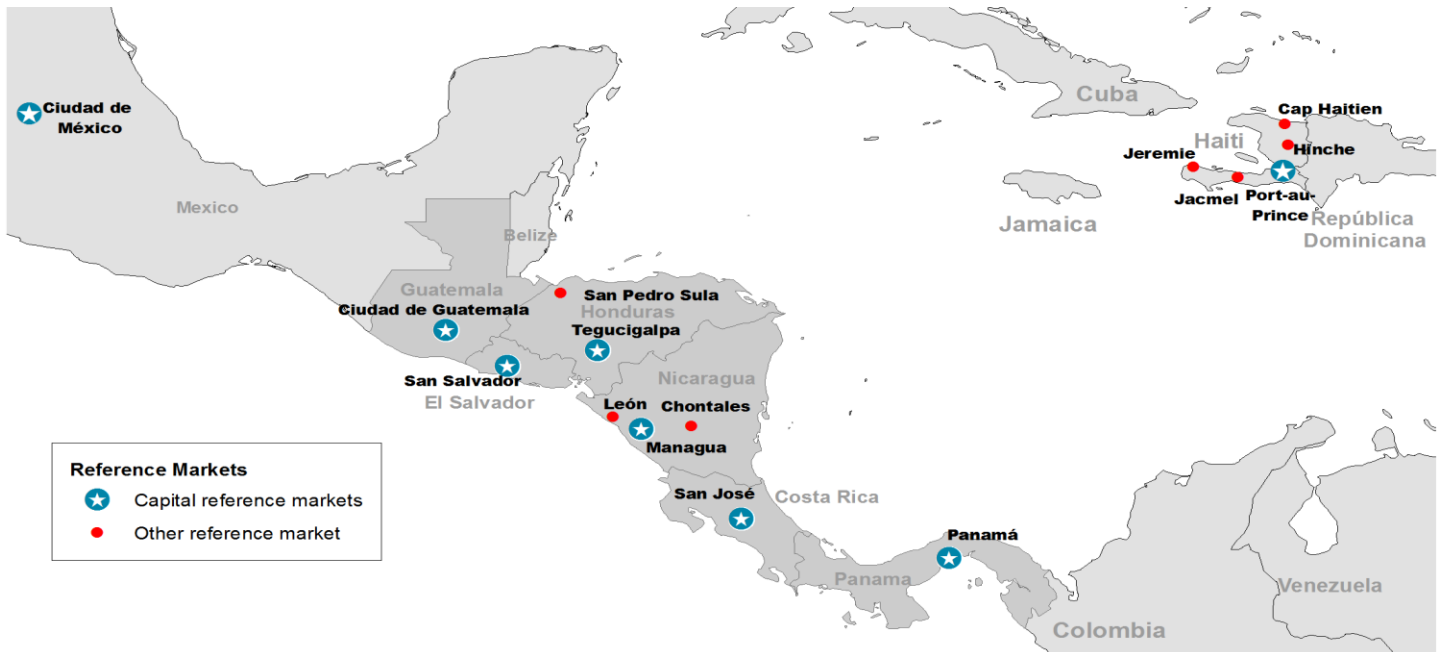 Ciudad de
México
Mexico
Cuba
Cap Haitien
Haiti
Hinche
Jeremie
Jacmel
Port-au-
Prince
República
Dominicana
Jamaica
Belize
Guatemala
Ciudad de Guatemala
San Pedro Sula
Honduras
Tegucigalpa
San Salvador
El Salvador
Nicaragua
León
Chontales
Managua
San José
Costa Rica
Panamá
Panama
Venezuela
Colombia
Reference Markets
Capital reference markets
Other reference market